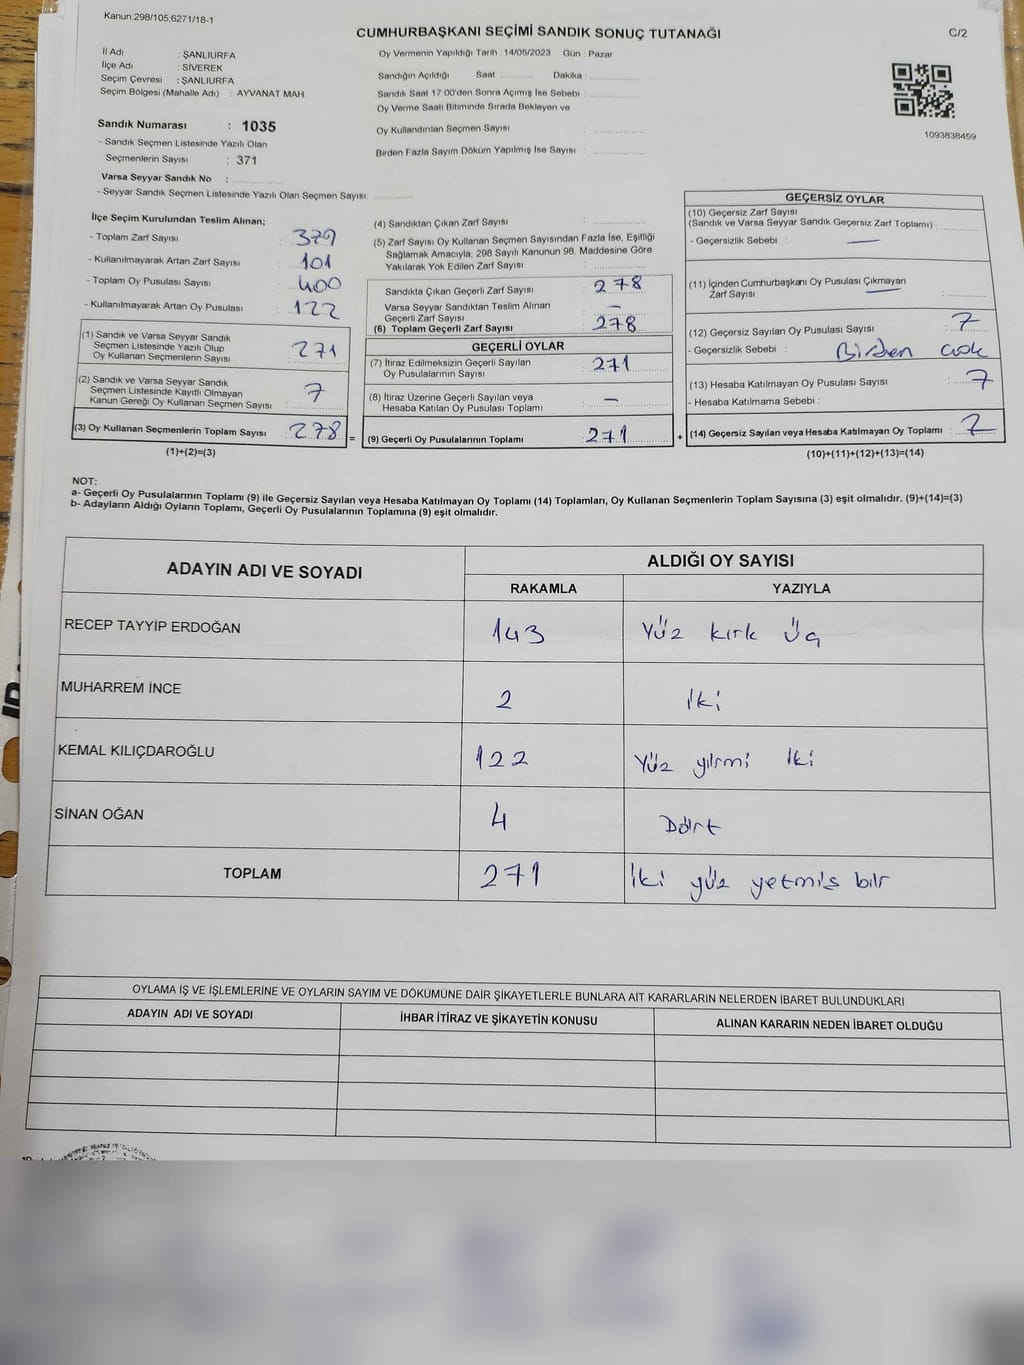 Kanun:298/105;6271/18-1
CUMHURBAŞKANI SEÇİMİ SANDIK SONUÇ TUTANAĞI
C/2
İl Adı : ŞANLIURFA
İlçe Adı : SİVEREK
Seçim Çevresi : ŞANLIURFA
Seçim Bölgesi (Mahalle Adı) : AYVANAT MAH.
Sandık Numarası : 1035
- Sandık Seçmen Listesinde Yazılı Olan
Seçmenlerin Sayısı : 371
Varsa Seyyar Sandık No :
- Seyyar Sandık Seçmen Listesinde Yazılı Olan Seçmen Sayısı:
Oy Vermenin Yapıldığı Tarih : 14/05/2023 Gün : Pazar
Sandığın Açıldığı Saat Dakika :
Sandık Saat 17:00'den Sonra Açımış İse Sebebi :
Oy Verme Saati Bitiminde Sırada Bekleyen ve
Oy Kullandırılan Seçmen Sayısı :
Birden Fazla Sayım Döküm Yapılmış İse Sayısı :
1093838459
İlçe Seçim Kurulundan Teslim Alınan;
- Toplam Zarf Sayısı : 379
- Kullanılmayarak Artan Zarf Sayısı : 101
- Toplam Oy Pusulası Sayısı : 400
- Kullanılmayarak Artan Oy Pusulası : 122
(1) Sandık ve Varsa Seyyar Sandık
Seçmen Listesinde Yazılı Olup
Oy Kullanan Seçmenlerin Sayısı : 271
(2) Sandık ve Varsa Seyyar Sandık
Seçmen Listesinde Kayıtlı Olmayan
Kanun Gereği Oy Kullanan Seçmen Sayısı : 7
(3) Oy Kullanan Seçmenlerin Toplam Sayısı : 278
(1)+(2)=(3)
(4) Sandıktan Çıkan Zarf Sayısı :
(5) Zarf Sayısı Oy Kullanan Seçmen Sayısından Fazla İse, Eşitliği
Sağlamak Amacıyla; 298 Sayılı Kanunun 98. Maddesine Göre
Yakılarak Yok Edilen Zarf Sayısı :
Sandıkta Çıkan Geçerli Zarf Sayısı : 278
Varsa Seyyar Sandıktan Teslim Alınan
Geçerli Zarf Sayısı : -
(6) Toplam Geçerli Zarf Sayısı : 278
GEÇERLİ OYLAR
(7) İtiraz Edilmeksizin Geçerli Sayılan
Oy Pusulalarının Sayısı : 271
(8) İtiraz Üzerine Geçerli Sayılan veya
Hesaba Katılan Oy Pusulası Toplamı : -
= (9) Geçerli Oy Pusulalarının Toplamı : 271
GEÇERSİZ OYLAR
(10) Geçersiz Zarf Sayısı
(Sandık ve Varsa Seyyar Sandık Geçersiz Zarf Toplamı) :
- Geçersizlik Sebebi : —
(11) İçinden Cumhurbaşkanı Oy Pusulası Çıkmayan
Zarf Sayısı : —
(12) Geçersiz Sayılan Oy Pusulası Sayısı : 7
- Geçersizlik Sebebi : Birden cok
(13) Hesaba Katılmayan Oy Pusulası Sayısı : 7
- Hesaba Katılmama Sebebi :
+ (14) Geçersiz Sayılan veya Hesaba Katılmayan Oy Toplamı : 7
(10)+(11)+(12)+(13)=(14)
NOT:
a- Geçerli Oy Pusulalarının Toplamı (9) ile Geçersiz Sayılan veya Hesaba Katılmayan Oy Toplamı (14) Toplamları, Oy Kullanan Seçmenlerin Toplam Sayısına (3) eşit olmalıdır. (9)+(14)=(3)
b- Adayların Aldığı Oyların Toplamı, Geçerli Oy Pusulalarının Toplamına (9) eşit olmalıdır.
ADAYIN ADI VE SOYADI ALDIĞI OY SAYISI
RAKAMLA YAZIYLA
RECEP TAYYİP ERDOĞAN 143 Yüz kırk üç
MUHARREM İNCE 2 iki
KEMAL KILIÇDAROĞLU 122 Yüz yirmi iki
SİNAN OĞAN 4 Dört
TOPLAM 271 iki yüz yetmiş bir
OYLAMA İŞ VE İŞLEMLERİNE VE OYLARIN SAYIM VE DÖKÜMÜNE DAİR ŞİKAYETLERLE BUNLARA AİT KARARLARIN NELERDEN İBARET BULUNDUKLARI
ADAYIN ADI VE SOYADI İHBAR İTİRAZ VE ŞİKAYETİN KONUSU ALINAN KARARIN NEDEN İBARET OLDUĞU